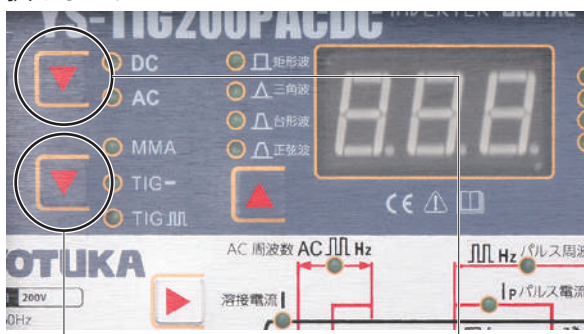 YS-TIG200PACDC
INVERTER DIGITAL
DC
AC
矩形波
三角波
台形波
正弦波
MMA
TIG
TIG
8.8.8
CE
OTUKA
200V
AC 周波数 AC Hz
Hz パルス周波
溶接電流 I
Ip パルス電流